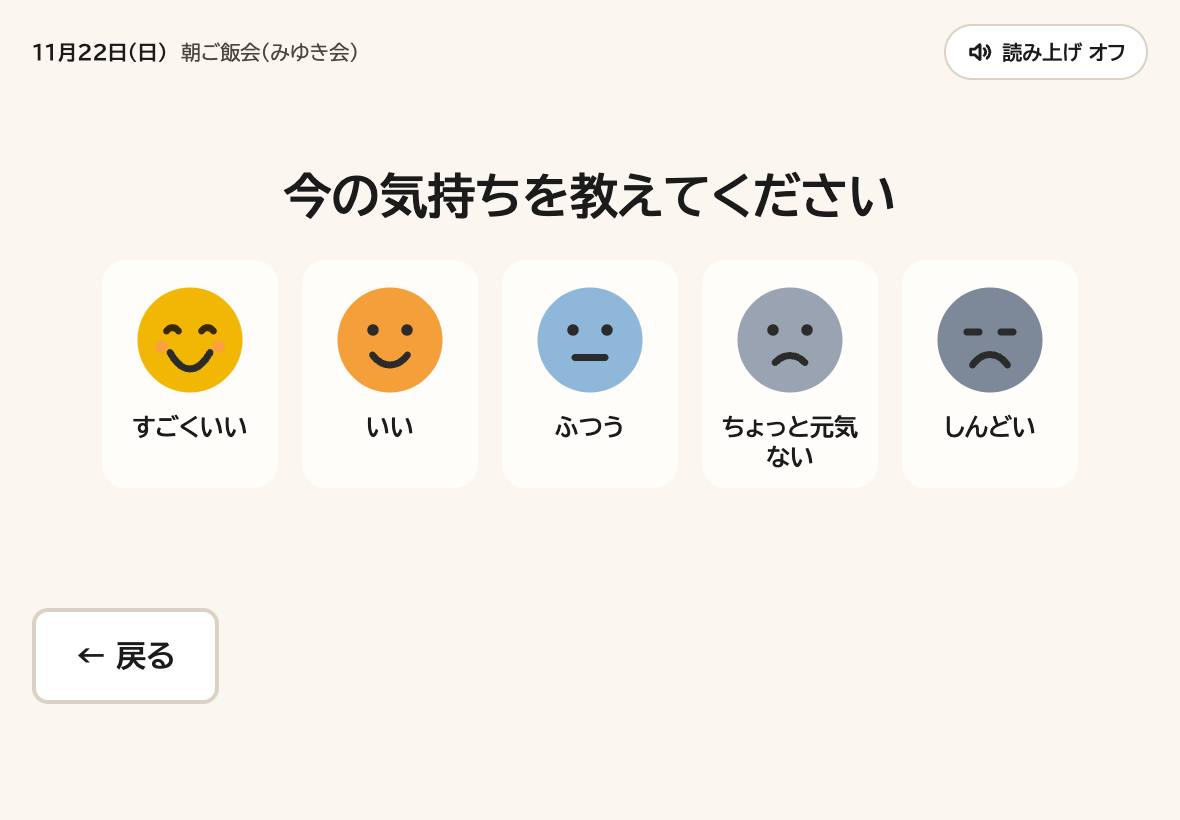 11月22日(日) 朝ご飯会(みゆき会)
読み上げ オフ
今の気持ちを教えてください
すごくいい
いい
ふつう
ちょっと元気
ない
しんどい
← 戻る